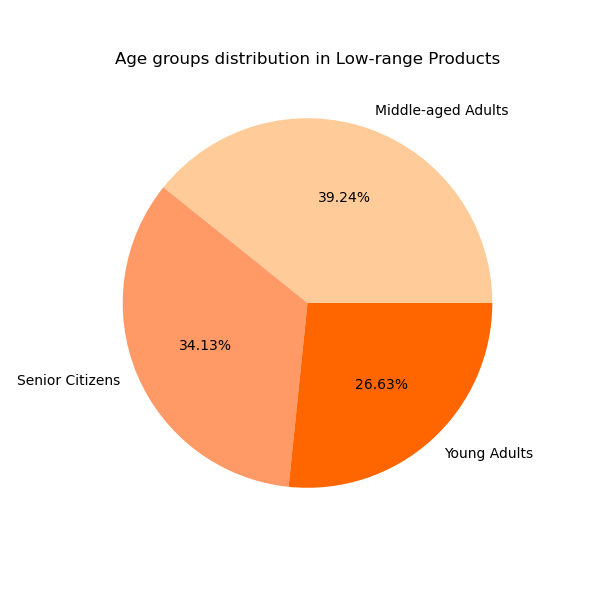 Age groups distribution in Low-range Products
Middle-aged Adults
39.24%
34.13%
Senior Citizens
26.63%
Young Adults